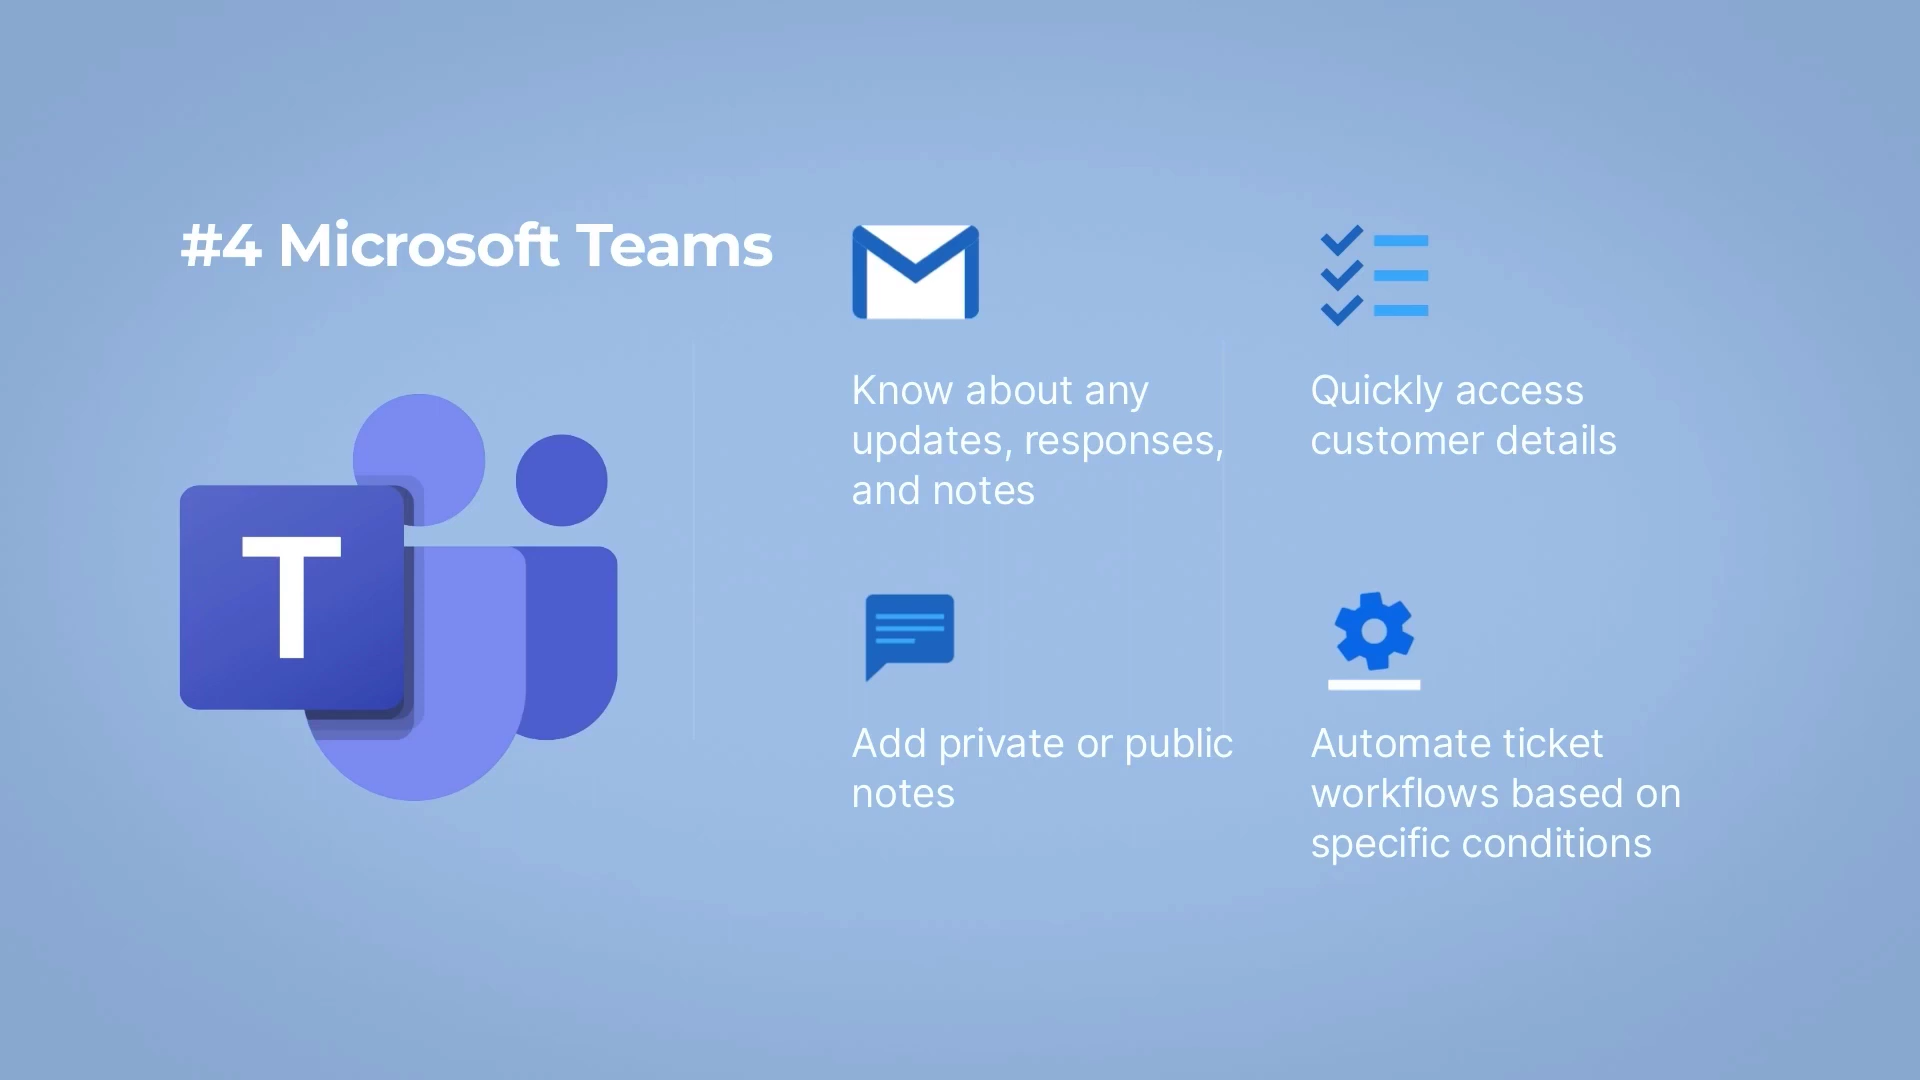 #4 Microsoft Teams
T
Know about any
updates, responses,
and notes
Quickly access
customer details
Add private or public
notes
Automate ticket
workflows based on
specific conditions